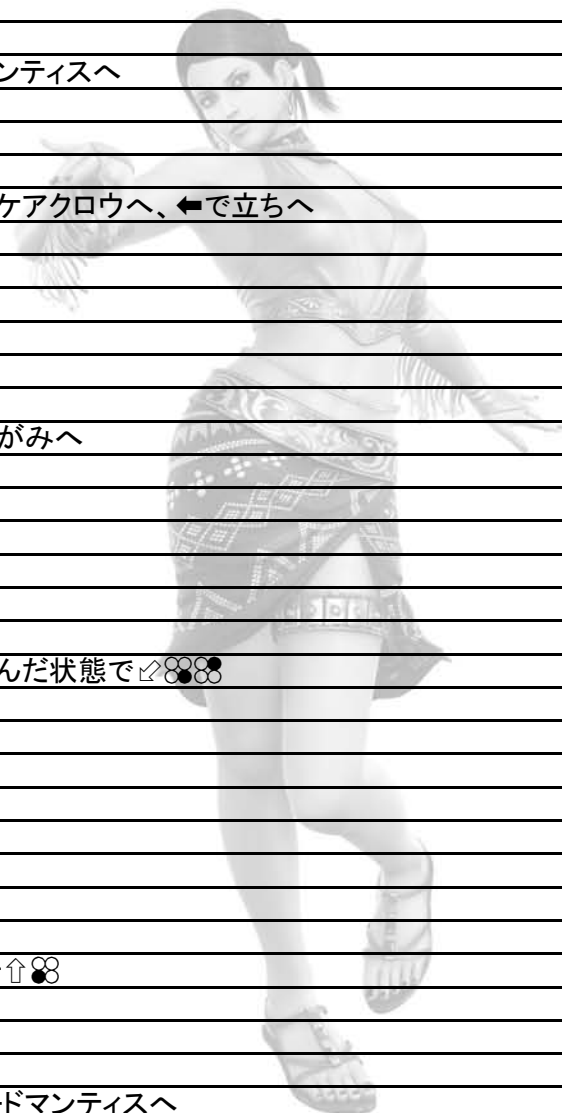 ンティスへ
ケアクロウへ、⬅で立ちへ
がみへ
んだ状態で⬃
⇧
ドマンティスへ